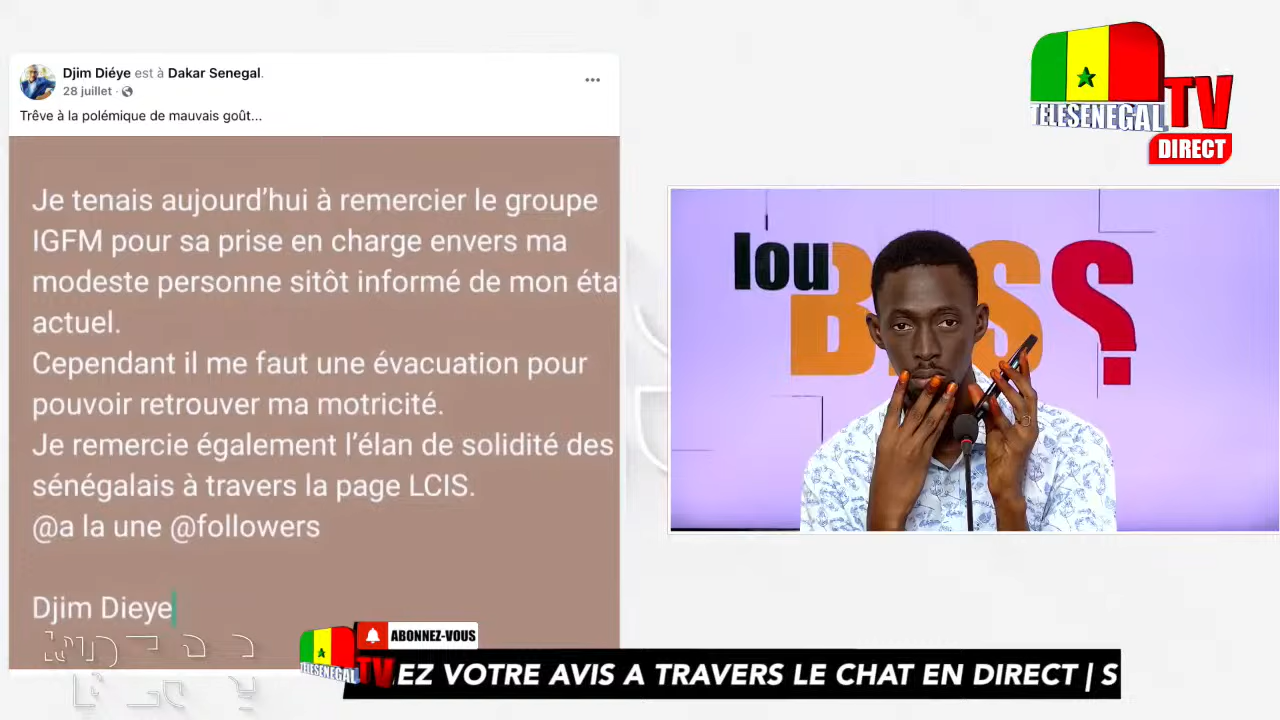 Djim Diéye est à Dakar Senegal.
28 juillet ·
Trêve à la polémique de mauvais goût...
Je tenais aujourd’hui à remercier le groupe
IGFM pour sa prise en charge envers ma
modeste personne sitôt informé de mon éta
actuel.
Cependant il me faut une évacuation pour
pouvoir retrouver ma motricité.
Je remercie également l’élan de solidité des
sénégalais à travers la page LCIS.
@a la une @followers
Djim Dieye
TELESENEGAL
TV
DIRECT
lou
BISS
ABONNEZ-VOUS
TELESENEGAL
TV
EZ VOTRE AVIS A TRAVERS LE CHAT EN DIRECT | S